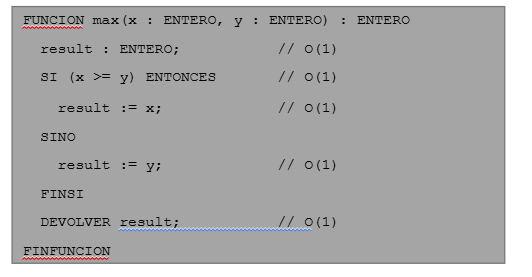 FUNCION max(x : ENTERO, y : ENTERO) : ENTERO
result : ENTERO; // O(1)
SI (x >= y) ENTONCES // O(1)
result := x; // O(1)
SINO
result := y; // O(1)
FINSI
DEVOLVER result; // O(1)
FINFUNCION